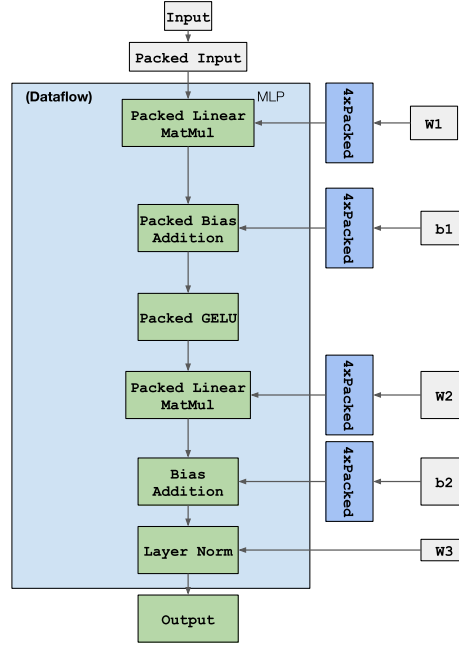 Input
Packed Input
(Dataflow)
MLP
Packed Linear
MatMul
4xPacked
W1
Packed Bias
Addition
4xPacked
b1
Packed GELU
Packed Linear
MatMul
4xPacked
W2
Bias
Addition
4xPacked
b2
Layer Norm
W3
Output